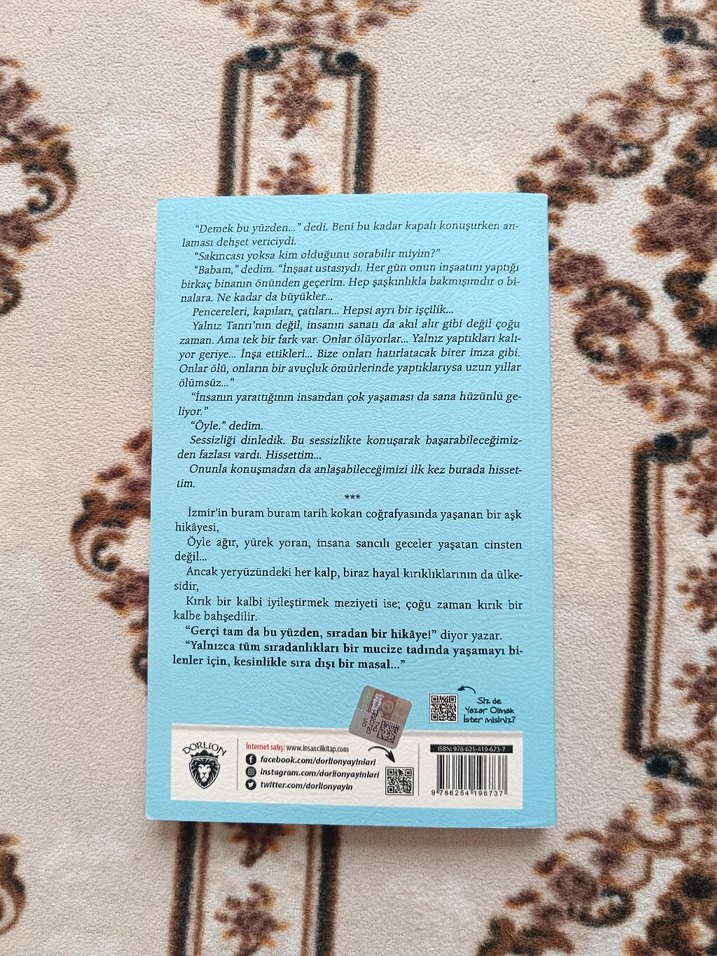 “Demek bu yüzden...” dedi. Beni bu kadar kapalı konuşurken an-
laması dehşet vericiydi.
“Sakıncası yoksa kim olduğunu sorabilir miyim?”
“Babam,” dedim. “İnşaat ustasıydı. Her gün onun inşaatını yaptığı
birkaç binanın önünden geçerim. Hep şaşkınlıkla bakmışımdır o bi-
nalara. Ne kadar da büyükler...
Pencereleri, kapıları, çatıları... Hepsi ayrı bir işçilik...
Yalnız Tanrı’nın değil, insanın sanatı da akıl alır gibi değil çoğu
zaman. Ama tek bir fark var. Onlar ölüyorlar... Yalnız yaptıkları kalı-
yor geriye... İnşa ettikleri... Bize onları hatırlatacak birer imza gibi.
Onlar ölü, onların bir avuçluk ömürlerinde yaptıklarıysa uzun yıllar
ölümsüz...”
“İnsanın yarattığının insandan çok yaşaması da sana hüzünlü ge-
liyor.”
“Öyle.” dedim.
Sessizliği dinledik. Bu sessizlikte konuşarak başarabileceğimiz-
den fazlası vardı. Hissettim...
Onunla konuşmadan da anlaşabileceğimizi ilk kez burada hisset-
tim.
***
İzmir’in buram buram tarih kokan coğrafyasında yaşanan bir aşk
hikâyesi,
Öyle ağır, yürek yoran, insana sancılı geceler yaşatan cinsten
değil...
Ancak yeryüzündeki her kalp, biraz hayal kırıklıklarının da ülke-
sidir,
Kırık bir kalbi iyileştirmek meziyeti ise; çoğu zaman kırık bir
kalbe bahşedilir.
“Gerçi tam da bu yüzden, sıradan bir hikâye!” diyor yazar.
“Yalnızca tüm sıradanlıkları bir mucize tadında yaşamayı bi-
lenler için, kesinlikle sıra dışı bir masal...”
Siz de
Yazar Olmak
İster misiniz?
DORLION
İnternet satış: www.insancilkitap.com
facebook.com/dorlionyayinlari
instagram.com/dorlionyayinlari
twitter.com/dorlionyayin
ISBN: 978-625-419-673-7
9 786254 196737